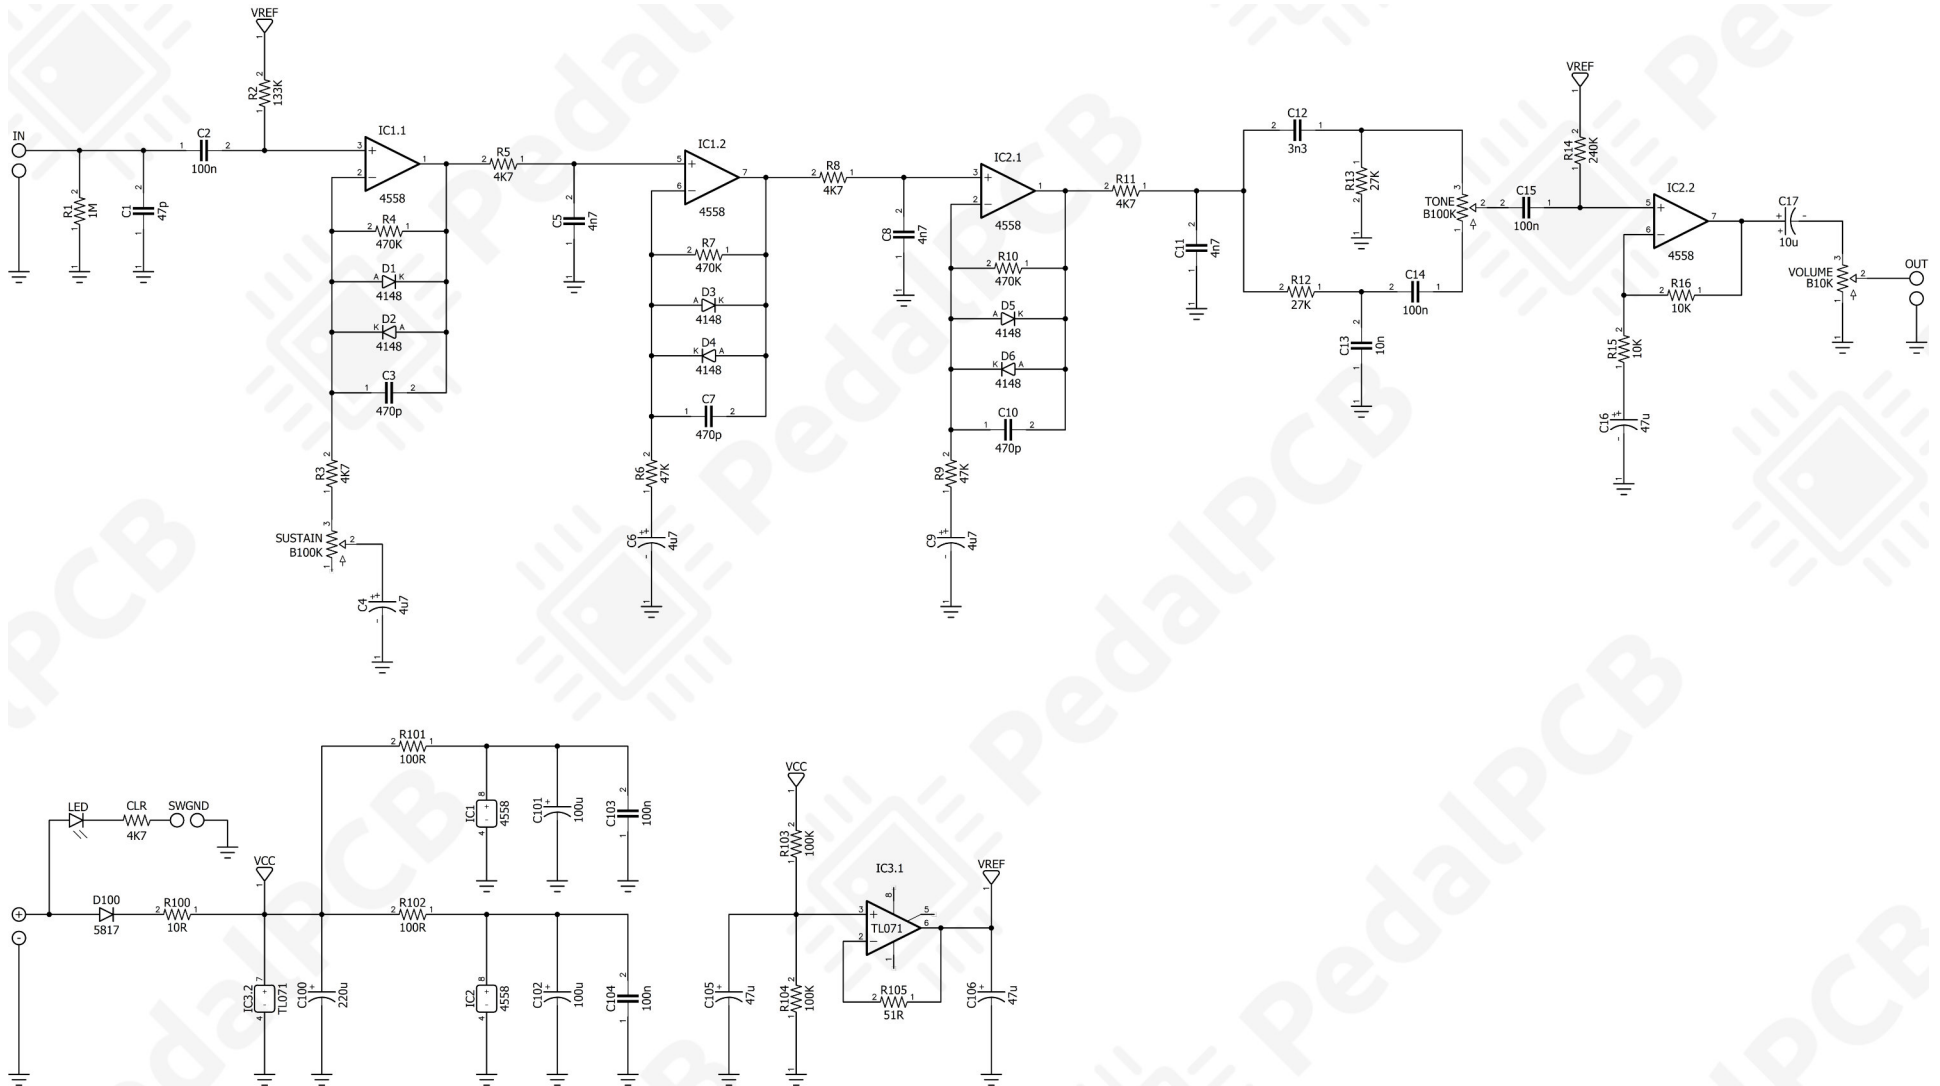 VREF
R2
133K
IN
R1
1M
C1
47p
C2
100n
IC1.1
4558
R4
470K
D1
4148
D2
4148
C3
470p
R3
4K7
SUSTAIN
B100K
C4
4u7
R5
4K7
C5
4n7
IC1.2
4558
R7
470K
D3
4148
D4
4148
C7
470p
R6
47K
C6
4u7
R8
4K7
C8
4n7
IC2.1
4558
R10
470K
D5
4148
D6
4148
C10
470p
R9
47K
C9
4u7
R11
4K7
C11
4n7
C12
3n3
R13
27K
R12
27K
C13
10n
C14
100n
TONE
B100K
C15
100n
VREF
R14
240K
IC2.2
4558
R16
10K
R15
10K
C16
47u
C17
10u
VOLUME
B10K
OUT
LED
CLR
4K7
SWGND
D100
5817
R100
10R
VCC
IC3.2
TL071
C100
220u
R101
100R
IC1
4558
C101
100u
C103
100n
R102
100R
IC2
4558
C102
100u
C104
100n
VCC
R103
100K
R104
100K
C105
47u
IC3.1
TL071
R105
51R
VREF
C106
47u
PedalPCB
PedalPCB
PedalPCB